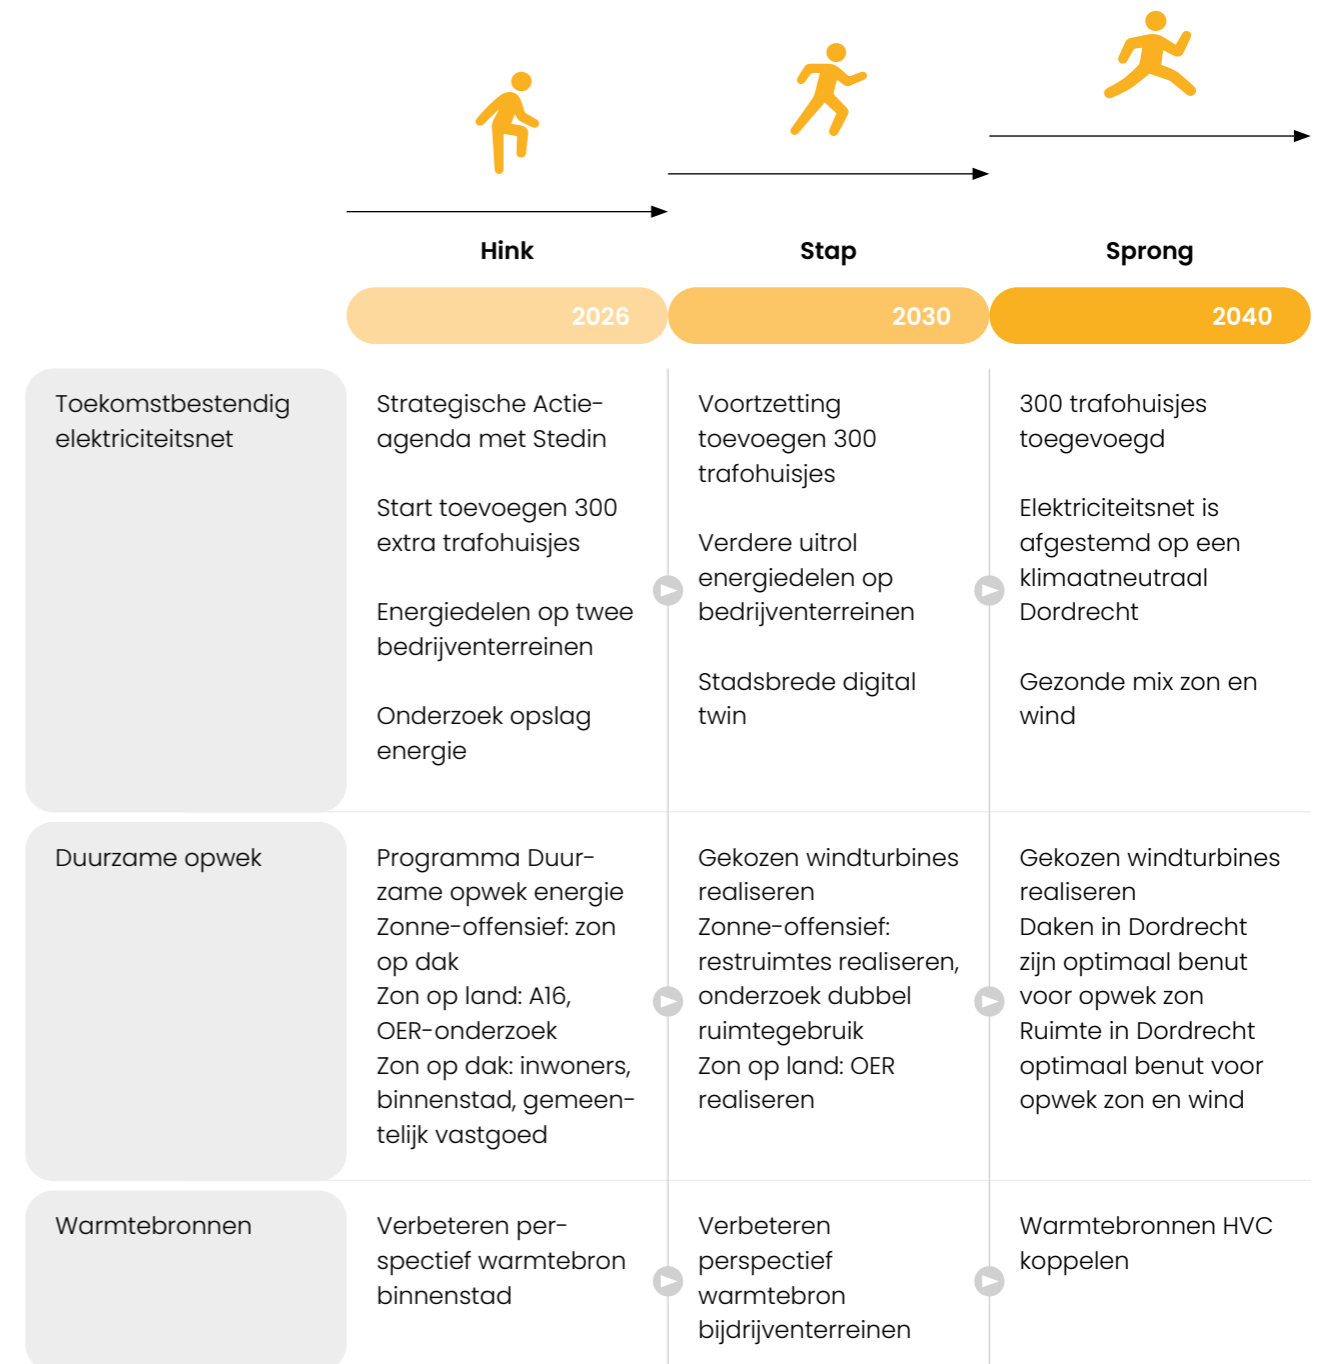 Hink
Stap
Sprong
2026
2030
2040
Toekomstbestendig
elektriciteitsnet
Strategische Actie-
agenda met Stedin
Start toevoegen 300
extra trafohuisjes
Energiedelen op twee
bedrijventerreinen
Onderzoek opslag
energie
Voortzetting
toevoegen 300
trafohuisjes
Verdere uitrol
energiedelen op
bedrijventerreinen
Stadsbrede digital
twin
300 trafohuisjes
toegevoegd
Elektriciteitsnet is
afgestemd op een
klimaatneutraal
Dordrecht
Gezonde mix zon en
wind
Duurzame opwek
Programma Duur-
zame opwek energie
Zonne-offensief: zon
op dak
Zon op land: A16,
OER-onderzoek
Zon op dak: inwoners,
binnenstad, gemeen-
telijk vastgoed
Gekozen windturbines
realiseren
Zonne-offensief:
restruimtes realiseren,
onderzoek dubbel
ruimtegebruik
Zon op land: OER
realiseren
Gekozen windturbines
realiseren
Daken in Dordrecht
zijn optimaal benut
voor opwek zon
Ruimte in Dordrecht
optimaal benut voor
opwek zon en wind
Warmtebronnen
Verbeteren per-
spectief warmtebron
binnenstad
Verbeteren
perspectief
warmtebron
bijdrijventerreinen
Warmtebronnen HVC
koppelen